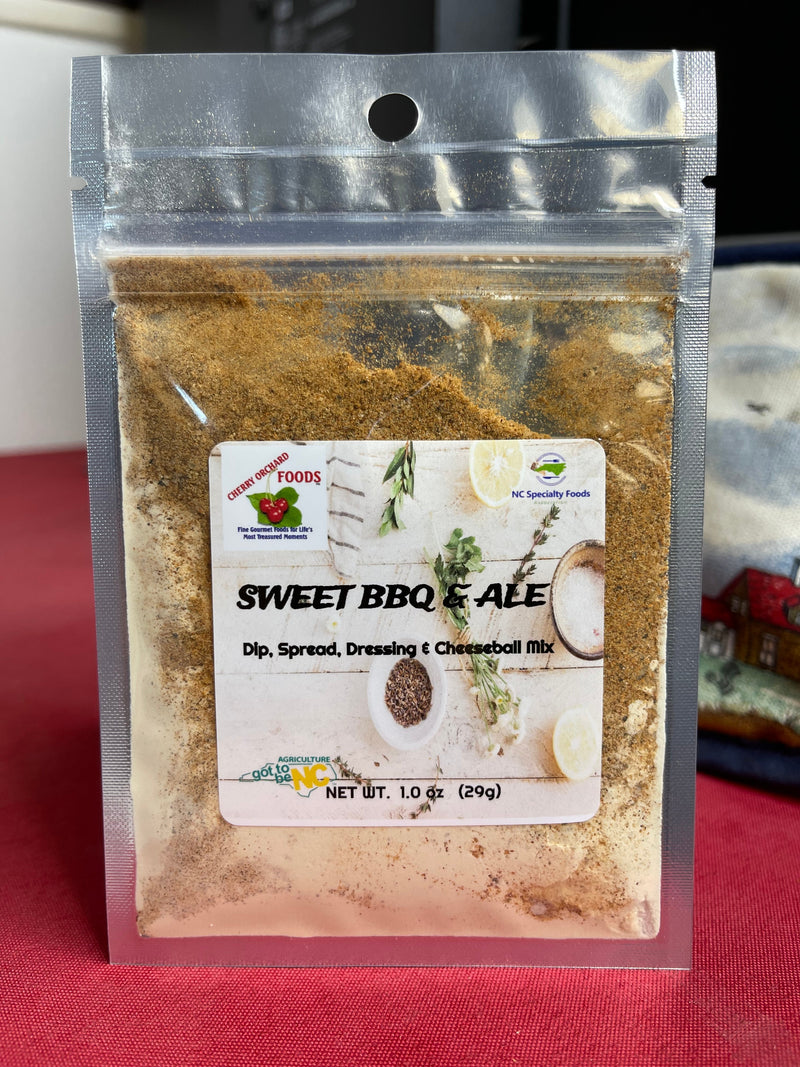 CHERRY ORCHARD
FOODS
Fine Gourmet Foods for Life's
Most Treasured Moments
NC Specialty Foods
SWEET BBQ & ALE
Dip, Spread, Dressing & Cheeseball Mix
AGRICULTURE
got to
be NC
NET WT. 1.0 oz (29g)